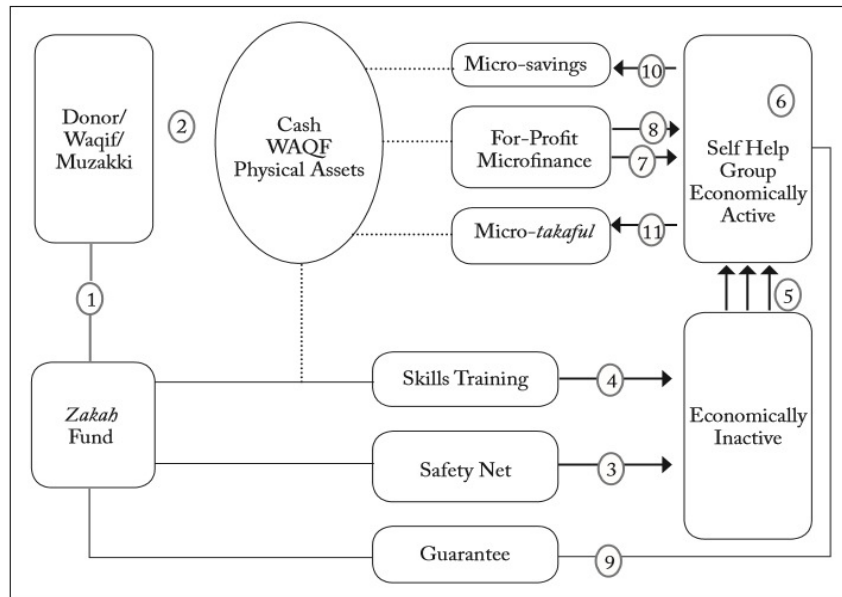 Donor/
Waqif/
Muzakki
2
Cash
WAQF
Physical Assets
Micro-savings
10
For-Profit
Microfinance
8
7
Micro-takaful
11
6
Self Help
Group
Economically
Active
1
5
Zakah
Fund
Skills Training
4
Safety Net
3
Economically
Inactive
Guarantee
9